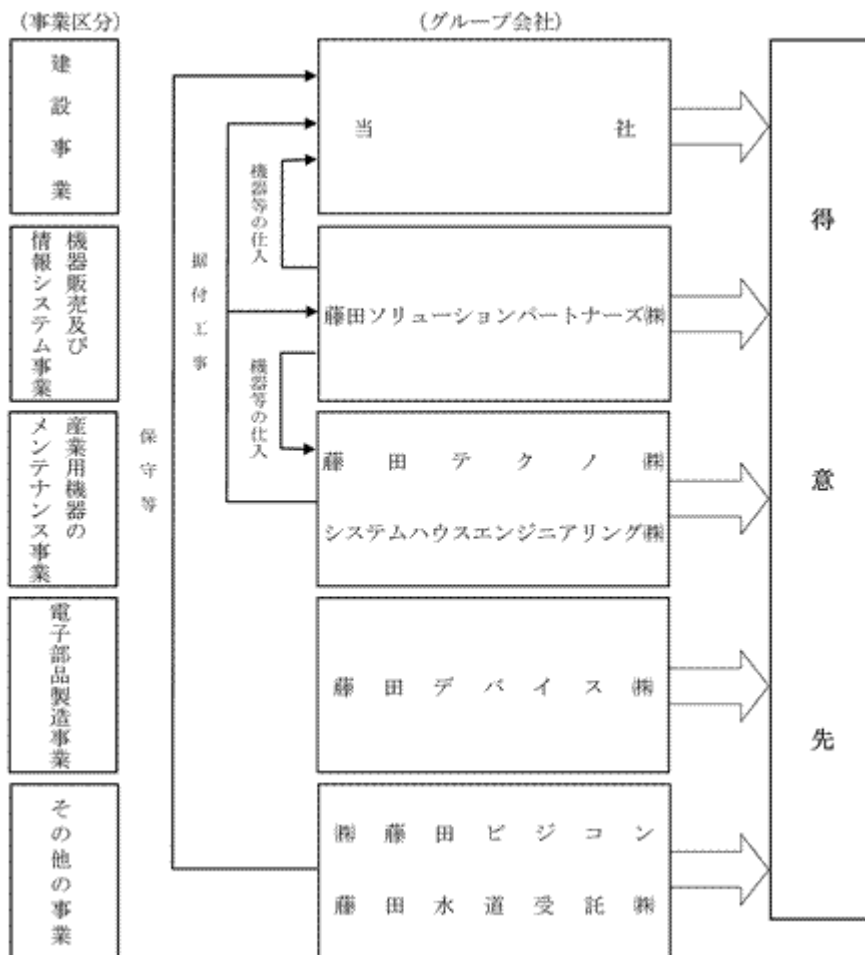 (事業区分)
(グループ会社)
建設事業
当社
機器等の仕入
得意先
機器販売及び
情報システム事業
据付工事
藤田ソリューションパートナーズ㈱
機器等の仕入
産業用機器の
メンテナンス事業
保守等
藤田テクノ㈱
システムハウスエンジニアリング㈱
電子部品製造事業
藤田デバイス㈱
その他の事業
㈱藤田ビジコン
藤田水道受託㈱